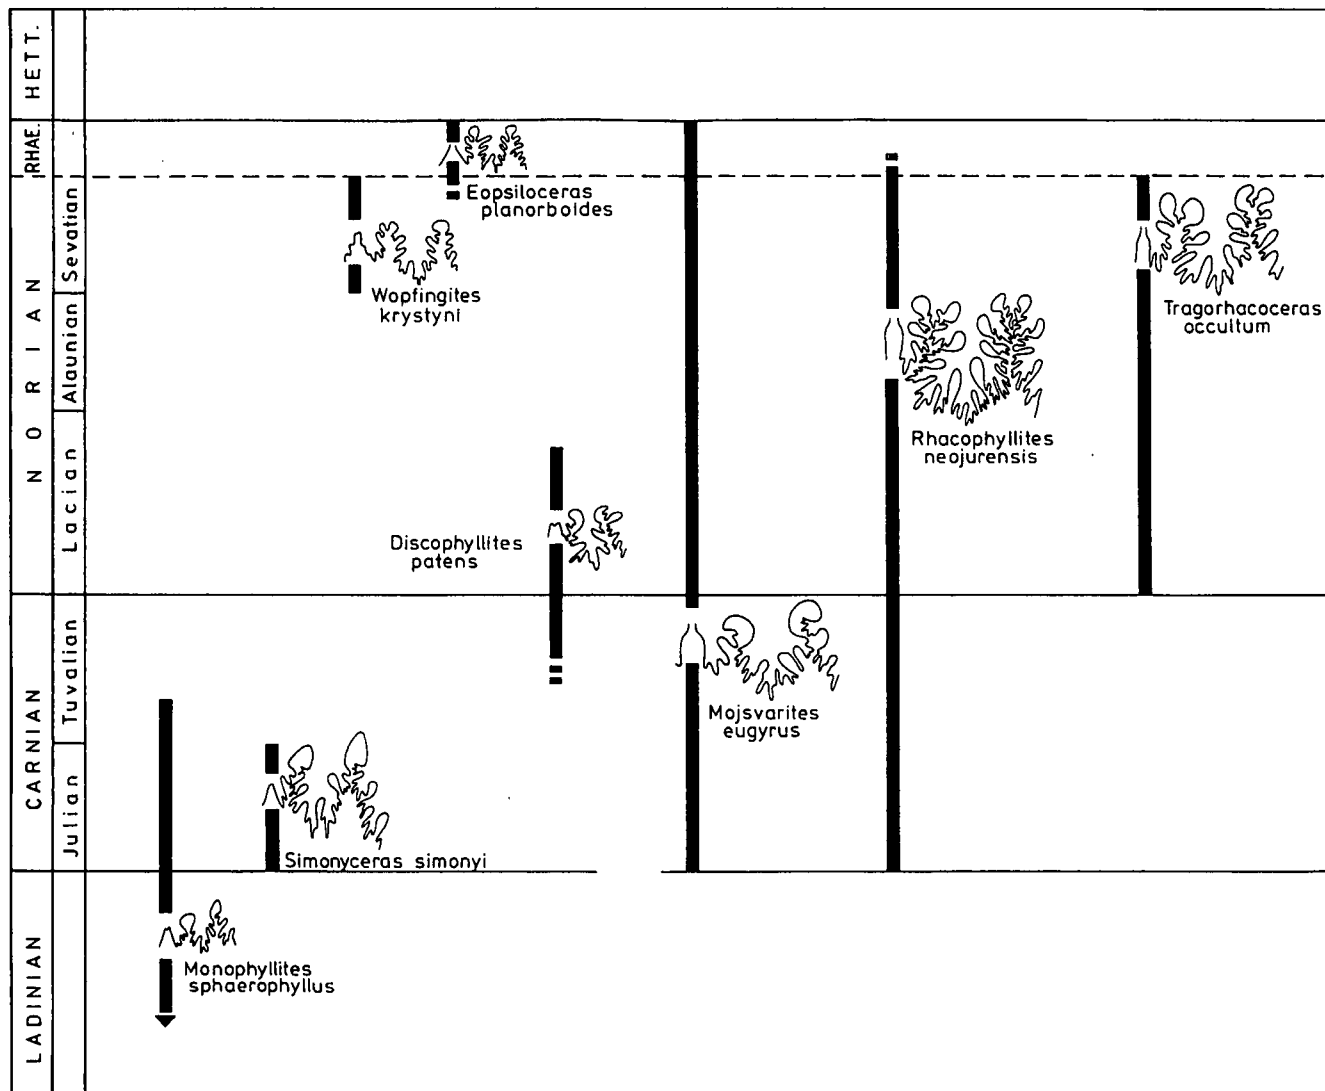 HETT.
RHAE.
NORIAN
Sevatian
Alaunian
Lacian
CARNIAN
Tuvalian
Julian
LADINIAN
Eopsiloceras
planorboides
Wopfingites
krystyni
Tragorhacoceras
occultum
Rhacophyllites
neojurensis
Discophyllites
patens
Mojsvarites
eugyrus
Simonyceras simonyi
Monophyllites
sphaerophyllus